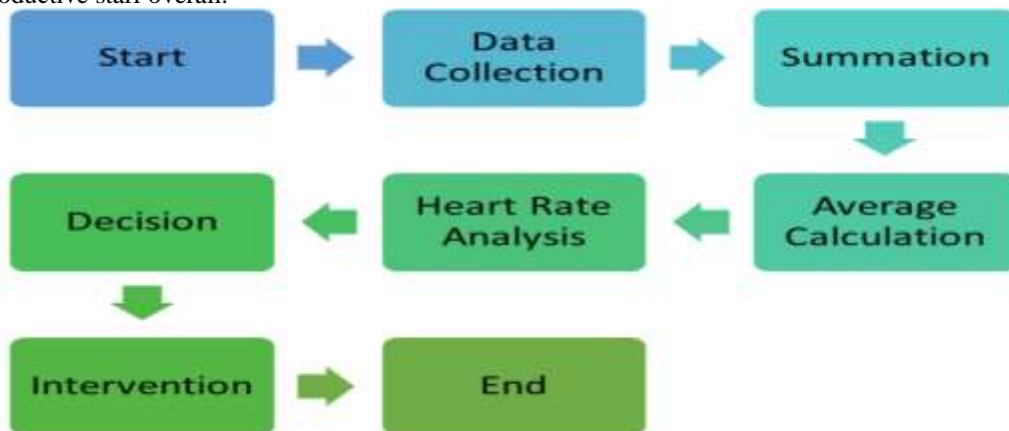 Start
Data
Collection
Summation
Average
Calculation
Heart Rate
Analysis
Decision
Intervention
End